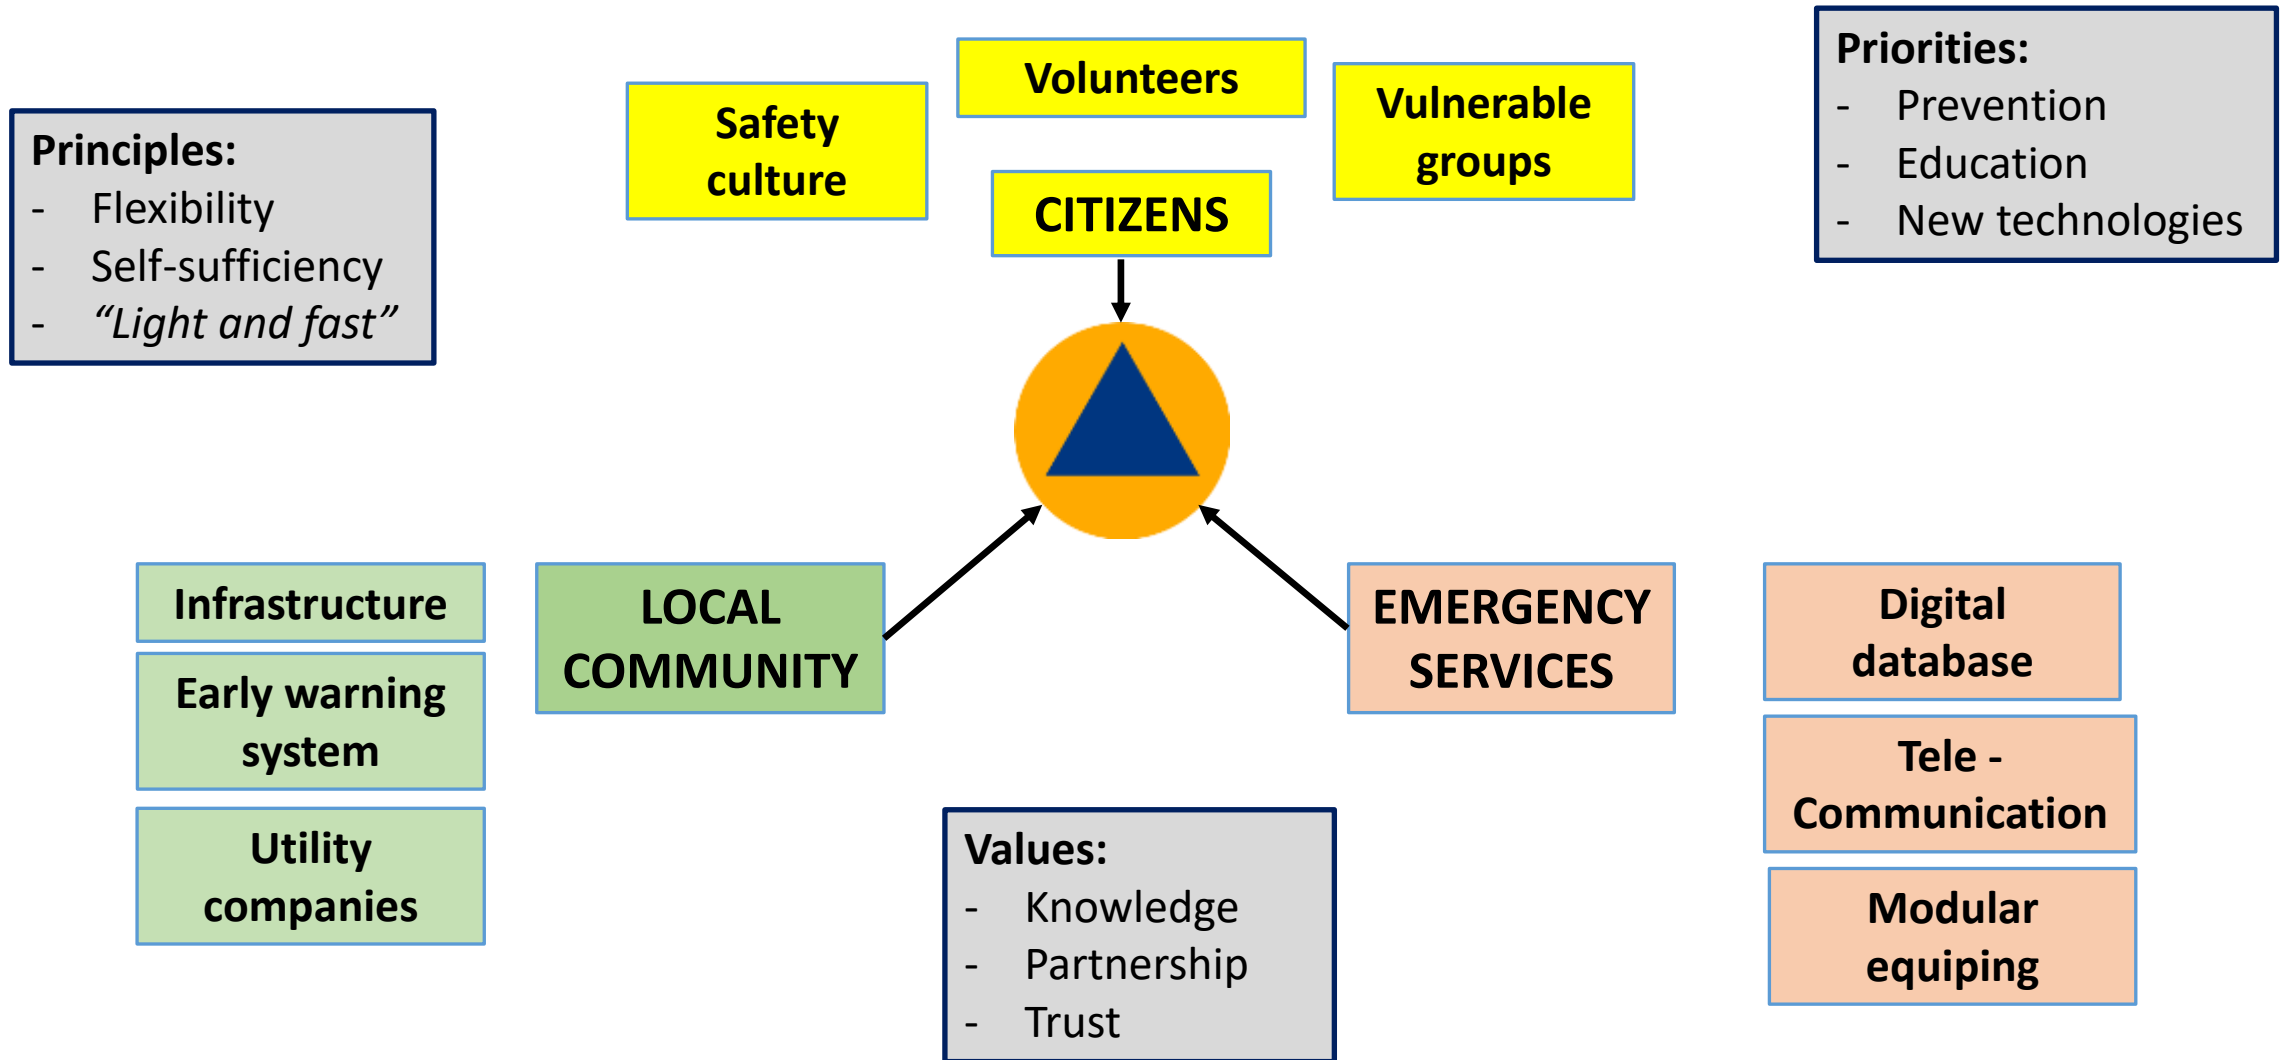 Principles:
- Flexibility
- Self-sufficiency
- “Light and fast”
Safety
culture
Volunteers
CITIZENS
Vulnerable
groups
Priorities:
- Prevention
- Education
- New technologies
Infrastructure
Early warning
system
Utility
companies
LOCAL
COMMUNITY
EMERGENCY
SERVICES
Digital
database
Tele -
Communication
Modular
equiping
Values:
- Knowledge
- Partnership
- Trust